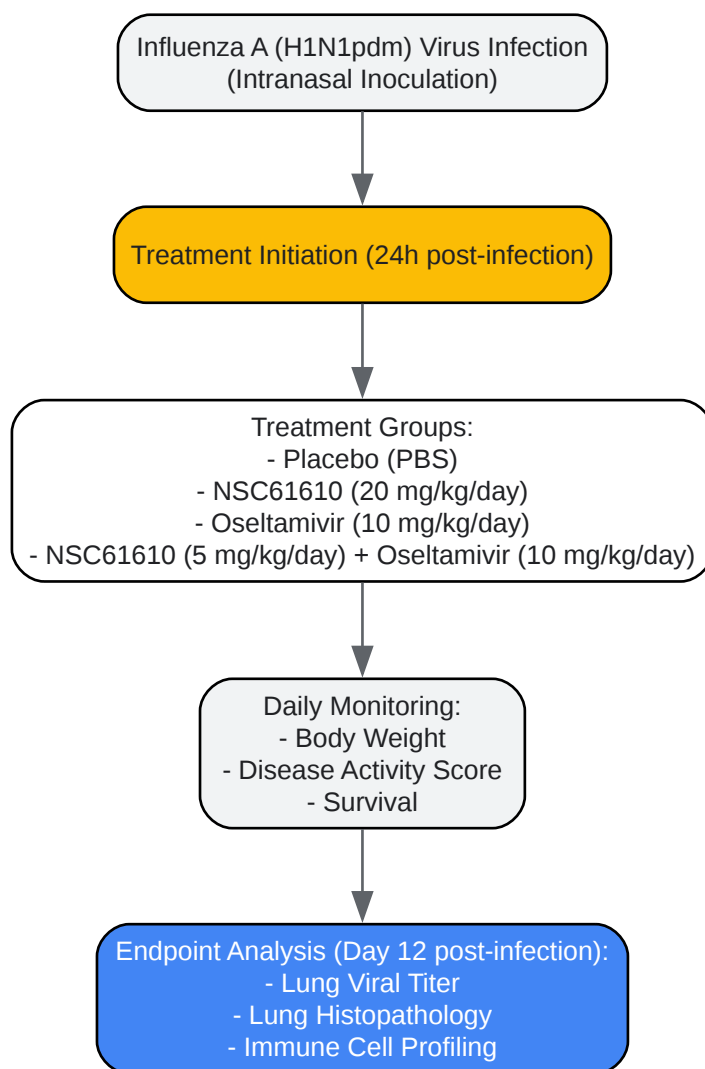 Influenza A (H1N1pdm) Virus Infection
(Intranasal Inoculation)
Treatment Initiation (24h post-infection)
Treatment Groups:
- Placebo (PBS)
- NSC61610 (20 mg/kg/day)
- Oseltamivir (10 mg/kg/day)
- NSC61610 (5 mg/kg/day) + Oseltamivir (10 mg/kg/day)
Daily Monitoring:
- Body Weight
- Disease Activity Score
- Survival
Endpoint Analysis (Day 12 post-infection):
- Lung Viral Titer
- Lung Histopathology
- Immune Cell Profiling